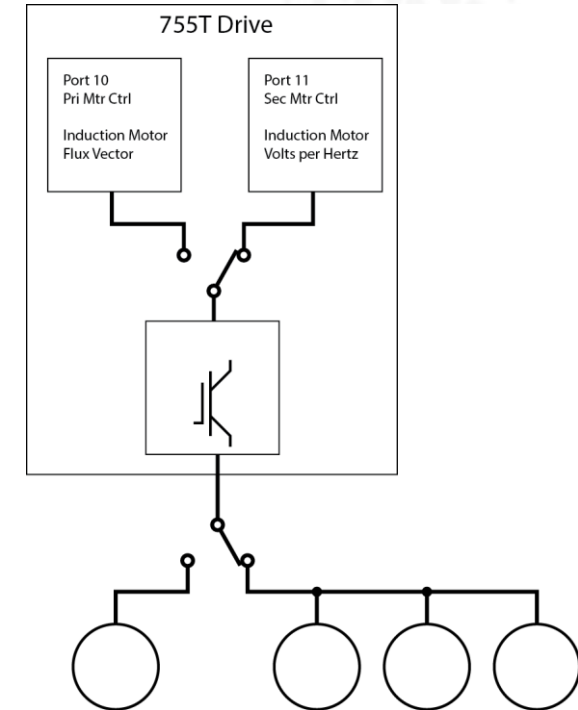 755T Drive
Port 10
Pri Mtr Ctrl
Induction Motor
Flux Vector
Port 11
Sec Mtr Ctrl
Induction Motor
Volts per Hertz